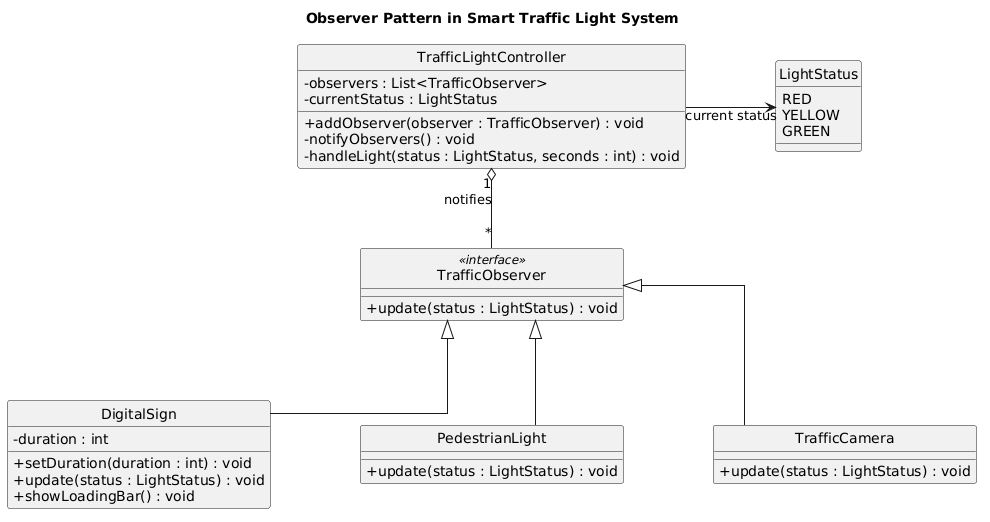 Observer Pattern in Smart Traffic Light System
TrafficLightController
-observers : List<TrafficObserver>
-currentStatus : LightStatus
+addObserver(observer : TrafficObserver) : void
-notifyObservers() : void
-handleLight(status : LightStatus, seconds : int) : void
current status
LightStatus
RED
YELLOW
GREEN
1
notifies
*
«interface»
TrafficObserver
+update(status : LightStatus) : void
DigitalSign
-duration : int
+setDuration(duration : int) : void
+update(status : LightStatus) : void
+showLoadingBar() : void
PedestrianLight
+update(status : LightStatus) : void
TrafficCamera
+update(status : LightStatus) : void